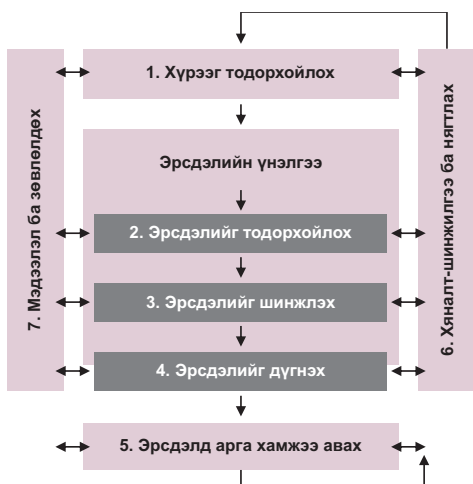 1. Хүрээг тодорхойлох
Эрсдэлийн үнэлгээ
2. Эрсдэлийг тодорхойлох
3. Эрсдэлийг шинжлэх
4. Эрсдэлийг дүгнэх
5. Эрсдэлд арга хамжээ авах
7. Мэдээлэл ба зөвлөлдөх
6. Хяналт-шинжилгээ ба нягтлах